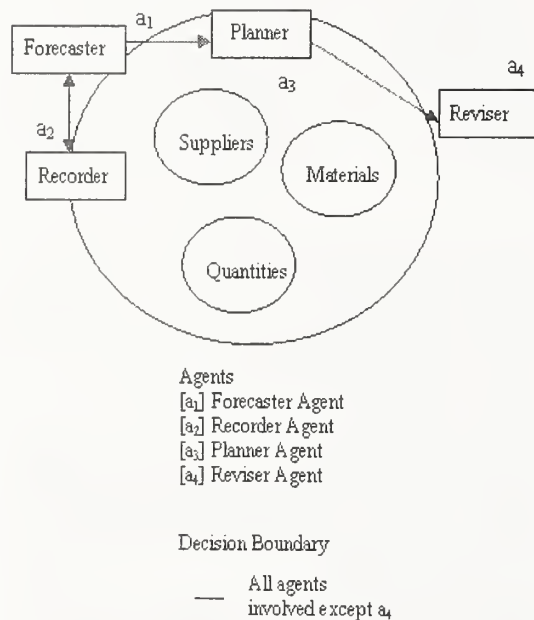 a₁
Planner
Forecaster
a₄
a₃
Reviser
a₂
Suppliers
Recorder
Materials
Quantities
Agents
[a₁] Forecaster Agent
[a₂] Recorder Agent
[a₃] Planner Agent
[a₄] Reviser Agent
Decision Boundary
All agents
involved except a₄